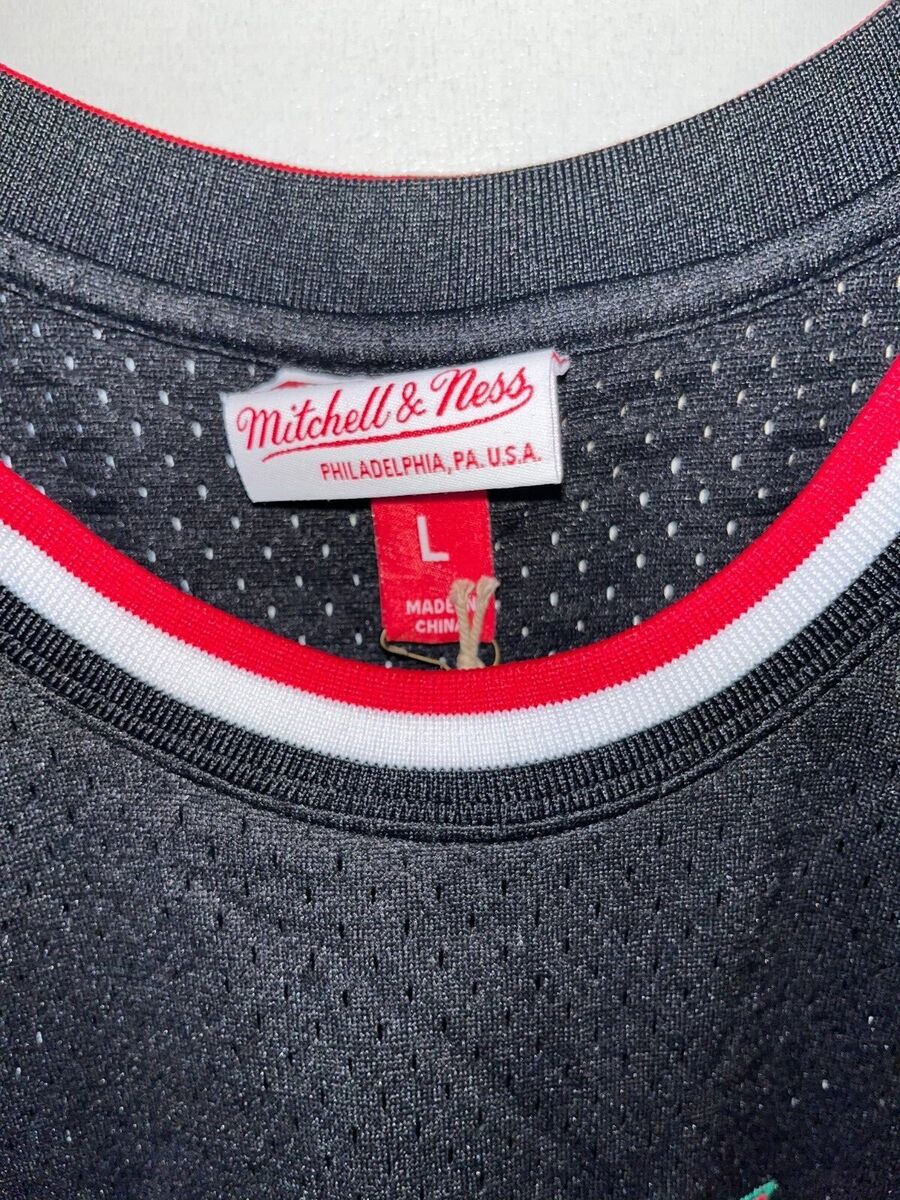 Mitchell & Ness
PHILADELPHIA, PA. U.S.A.
L
MADE IN
CHINA